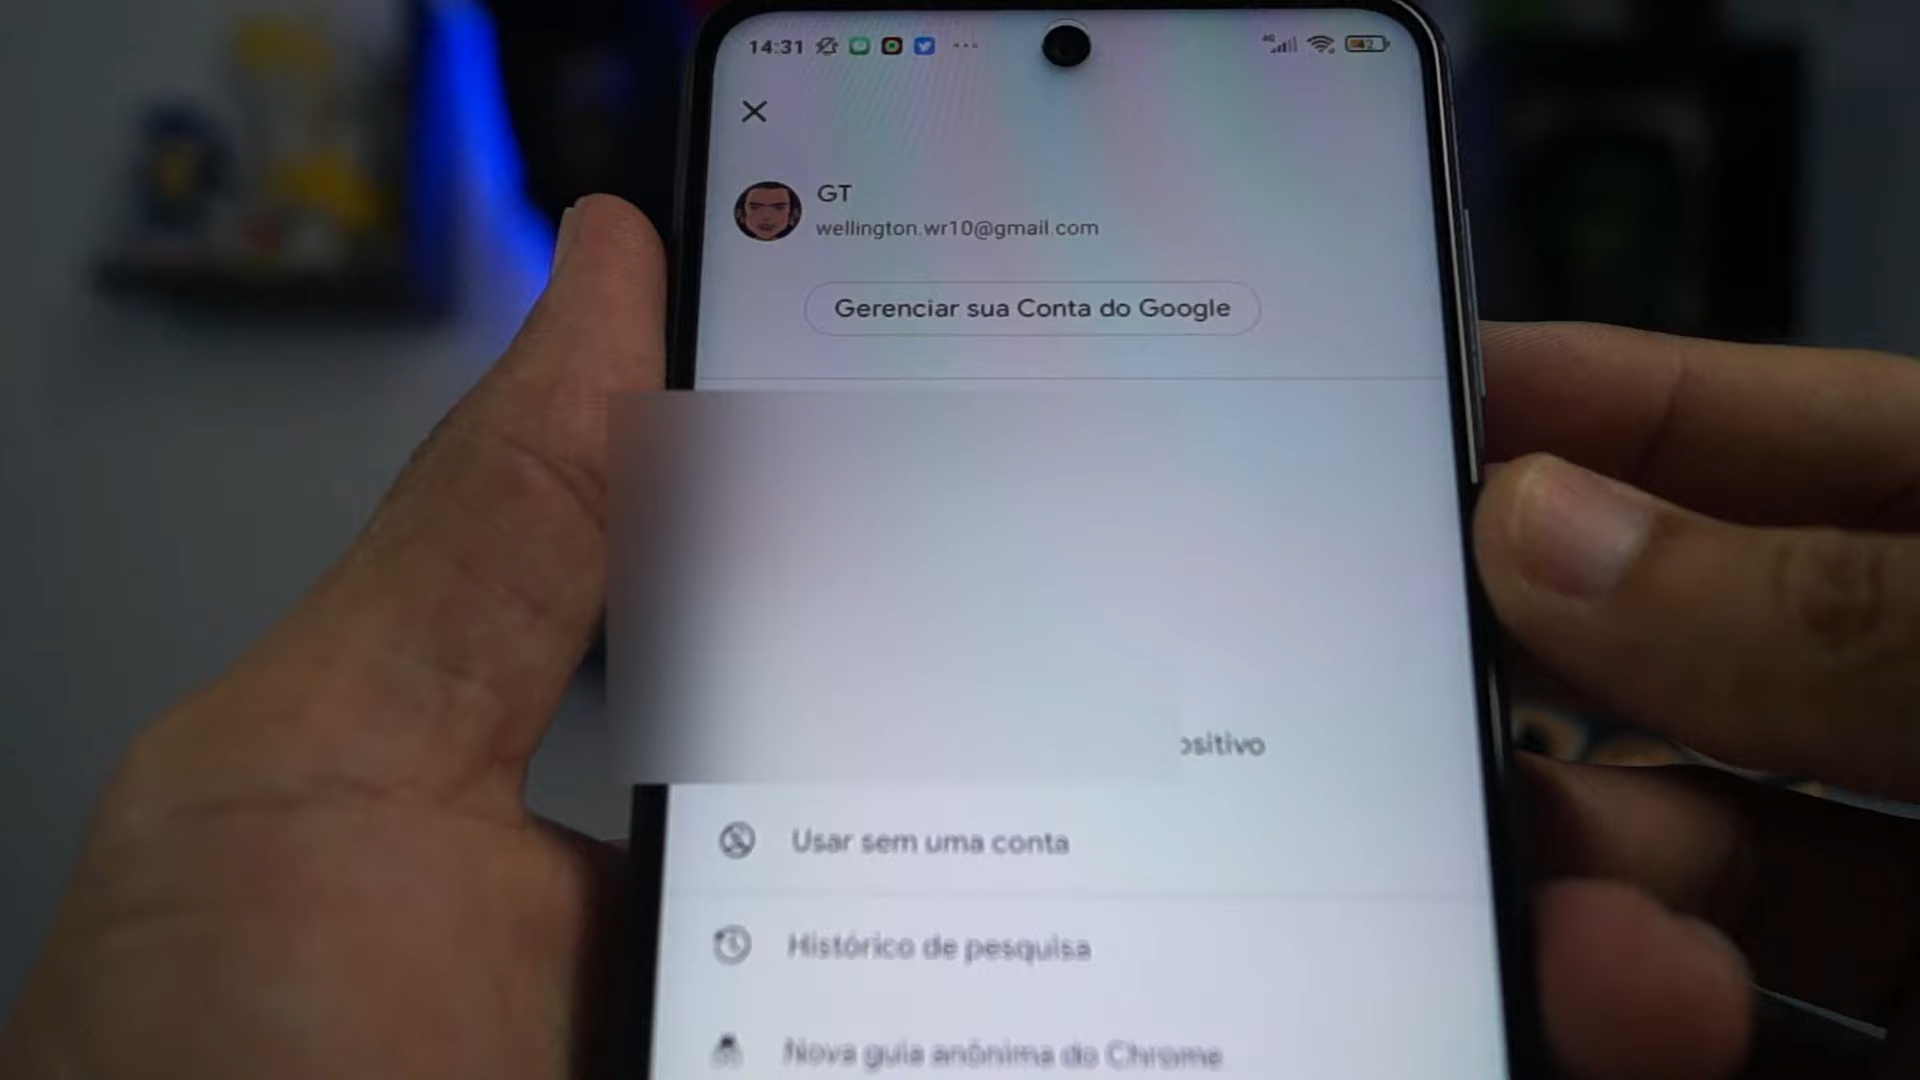 14:31
4G
GT
wellington.wr10@gmail.com
Gerenciar sua Conta do Google
ositivo
Usar sem uma conta
Histórico de pesquisa
Nova guia anônima do Chrome